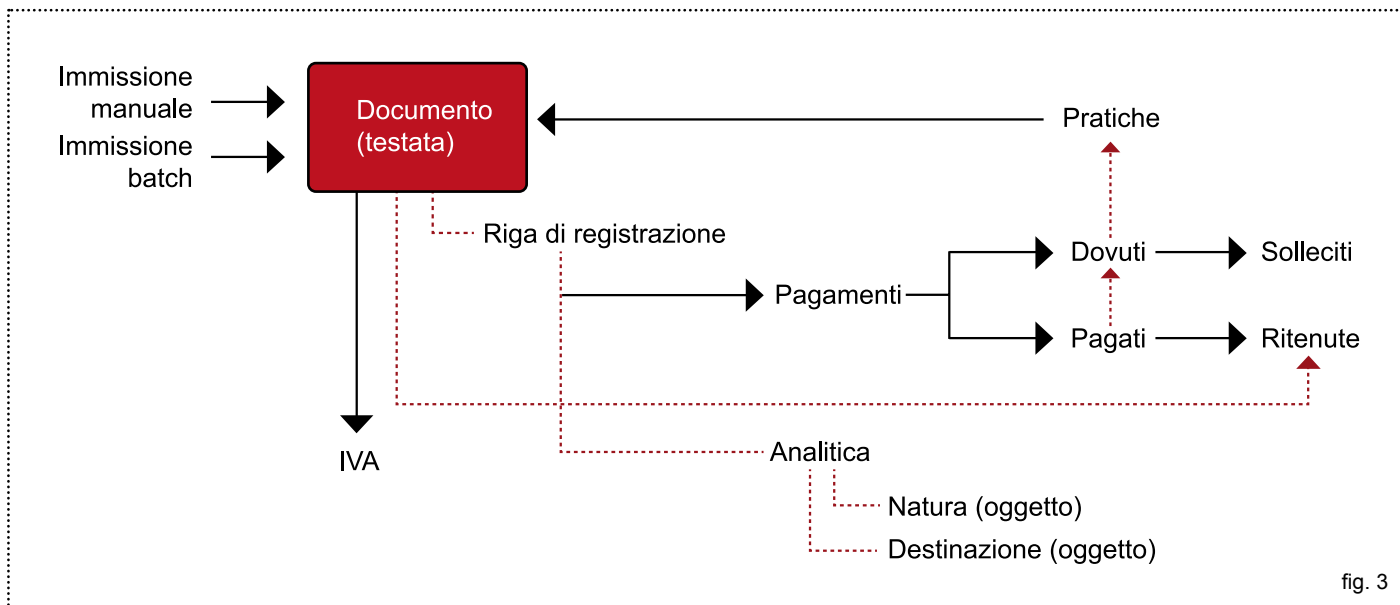 Immissione
manuale
Immissione
batch
Documento
(testata)
Pratiche
Riga di registrazione
Dovuti
Solleciti
Pagamenti
Pagati
Ritenute
IVA
Analitica
Natura (oggetto)
Destinazione (oggetto)
fig. 3